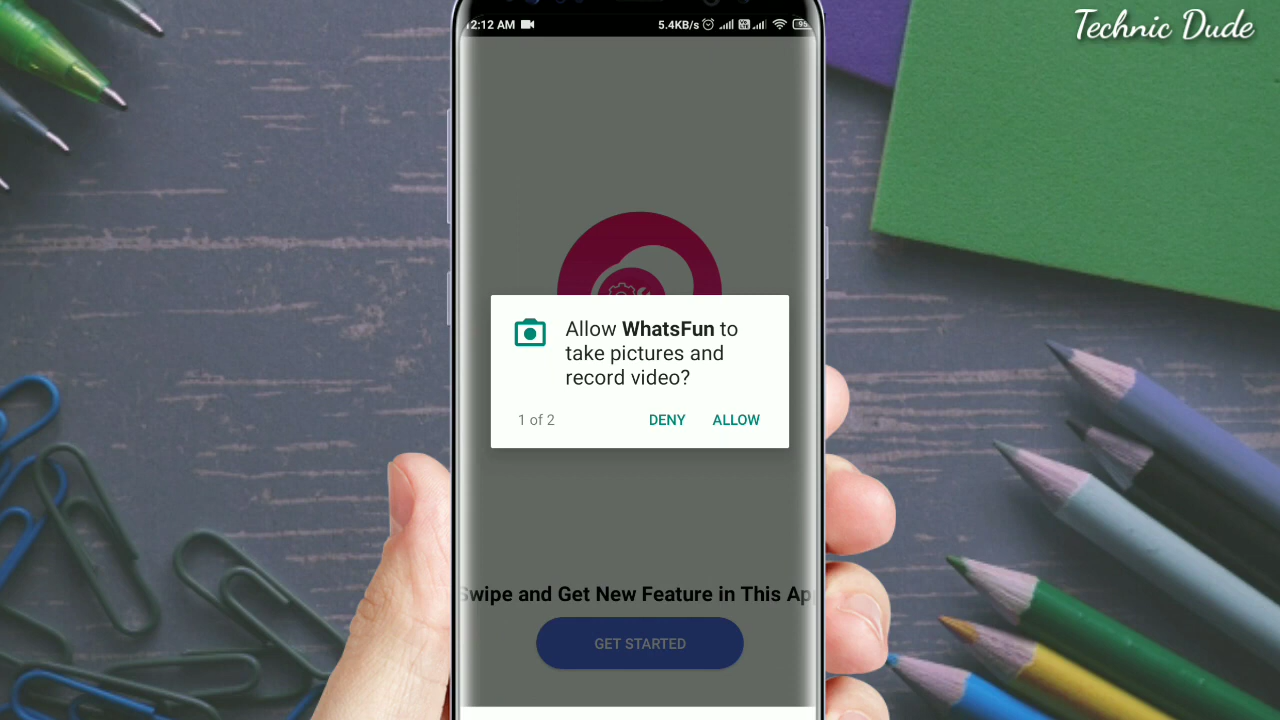 Technic Dude
2:12 AM
5.4KB/s
95
Allow WhatsFun to
take pictures and
record video?
1 of 2
DENY
ALLOW
Swipe and Get New Feature in This Ap
GET STARTED